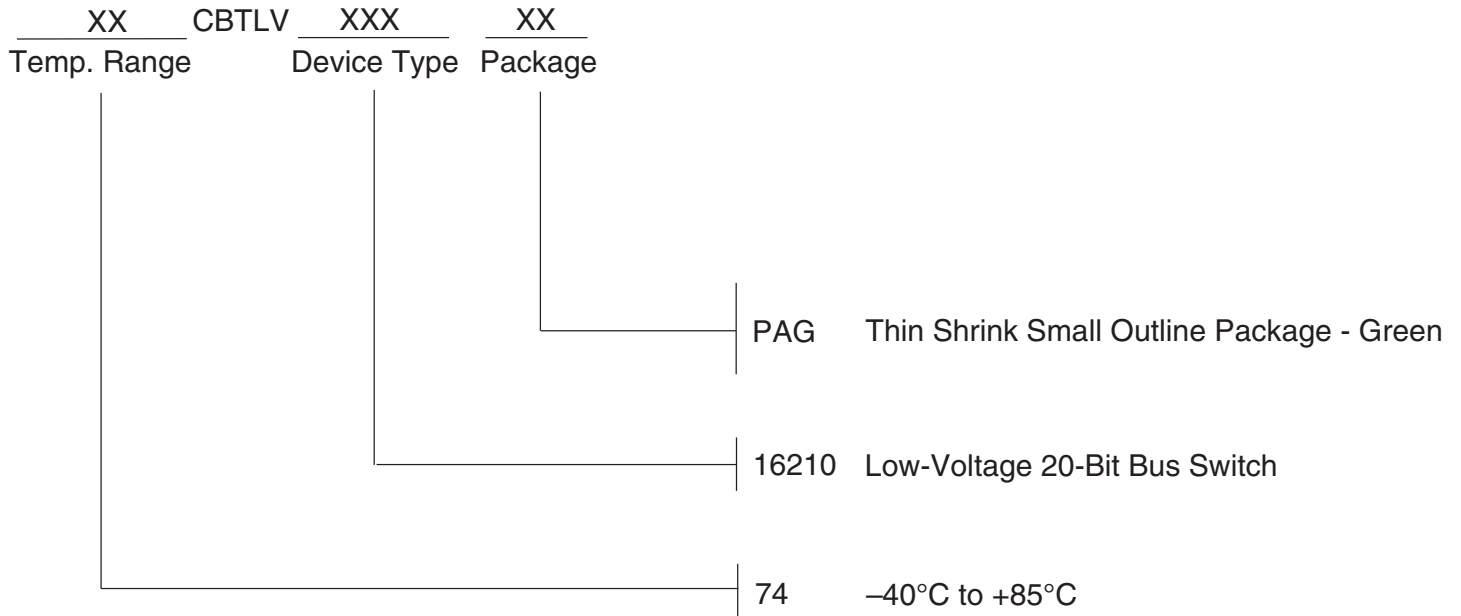 XX CBTLV XXX XX
Temp. Range Device Type Package
PAG Thin Shrink Small Outline Package - Green
16210 Low-Voltage 20-Bit Bus Switch
74 –40°C to +85°C